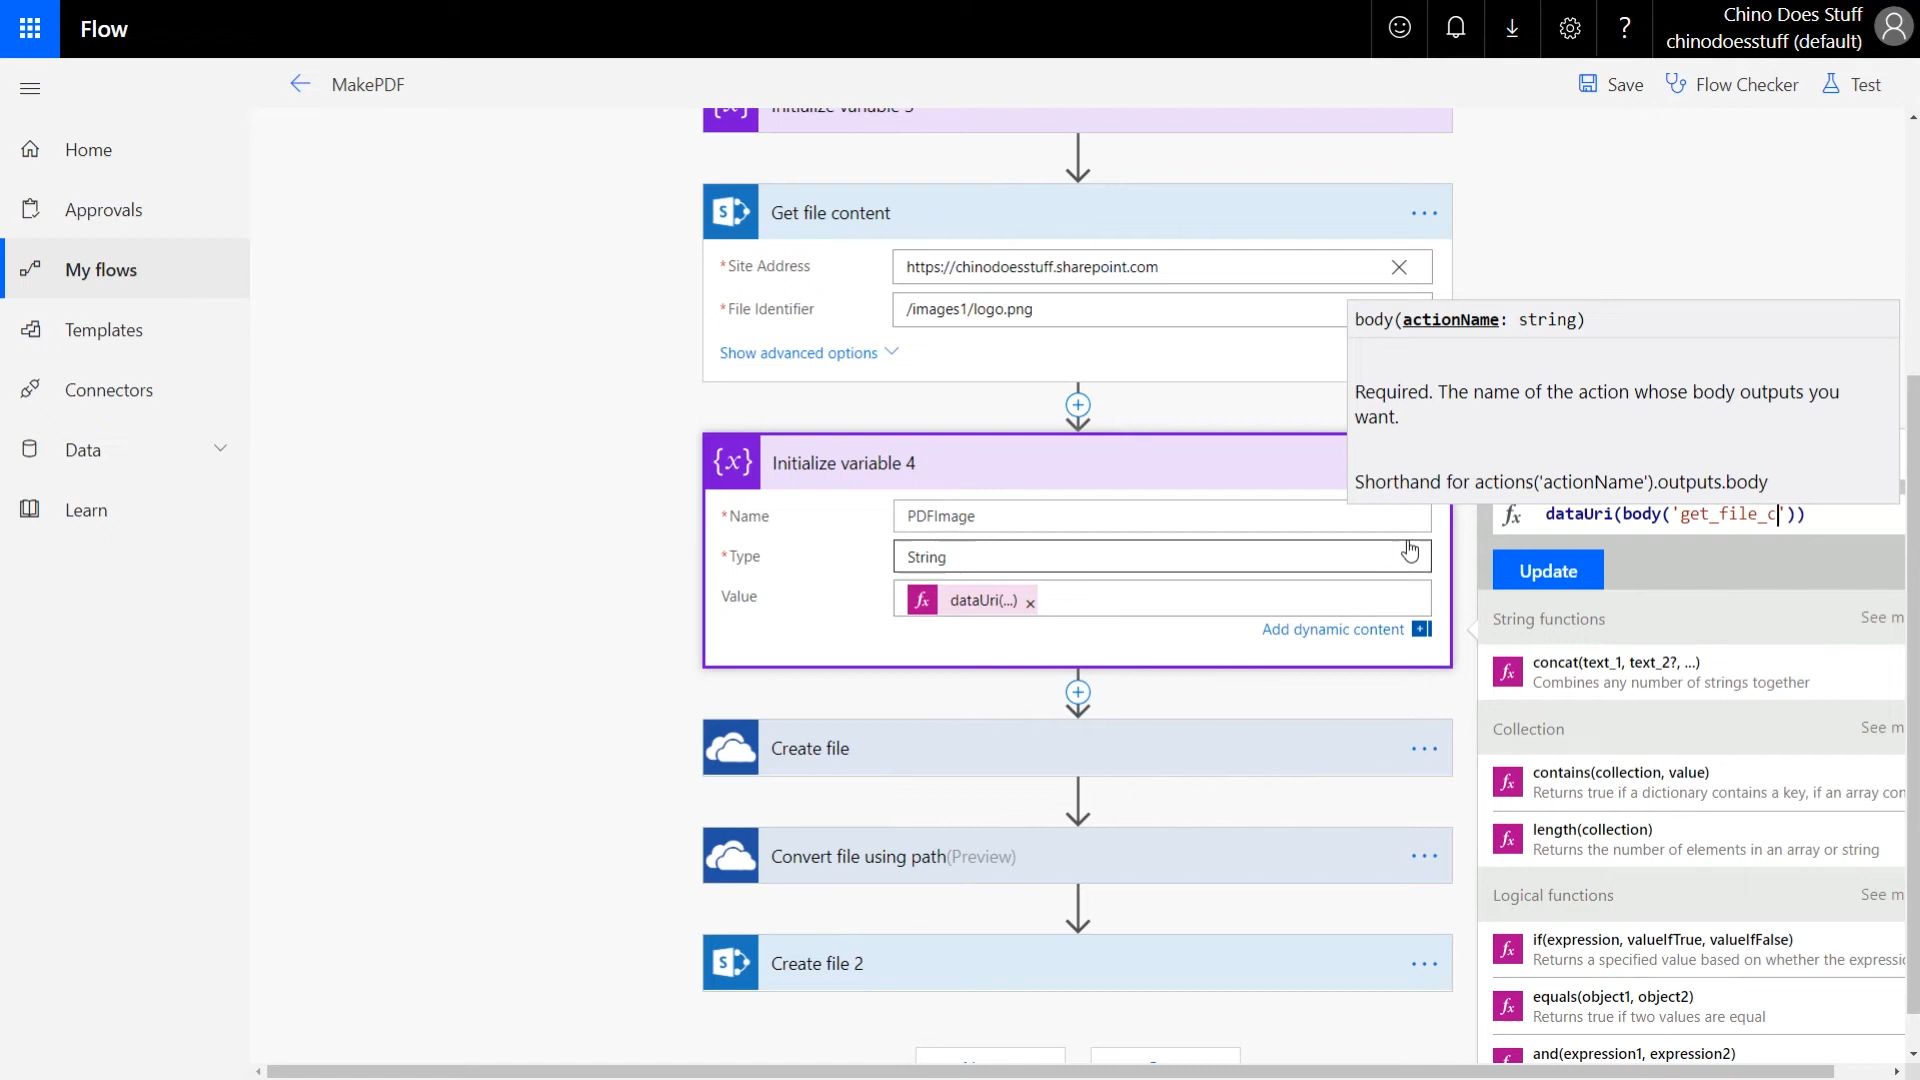 Flow
Chino Does Stuff
chinodoesstuff (default)
MakePDF
Save
Flow Checker
Test
Home
Approvals
My flows
Templates
Connectors
Data
Learn
Get file content
*Site Address
https://chinodoesstuff.sharepoint.com
*File Identifier
/images1/logo.png
Show advanced options
body(actionName: string)
Required. The name of the action whose body outputs you
want.
Shorthand for actions('actionName').outputs.body
{x} Initialize variable 4
*Name
PDFImage
*Type
String
Value
fx dataUri(...) x
Add dynamic content
fx dataUri(body('get_file_c'))
Update
String functions
See m
fx concat(text_1, text_2?, ...)
Combines any number of strings together
Collection
See m
fx contains(collection, value)
Returns true if a dictionary contains a key, if an array con
fx length(collection)
Returns the number of elements in an array or string
Logical functions
See m
fx if(expression, valueIfTrue, valueIfFalse)
Returns a specified value based on whether the expressi
fx equals(object1, object2)
Returns true if two values are equal
and(expression1, expression2)
Create file
Convert file using path(Preview)
Create file 2